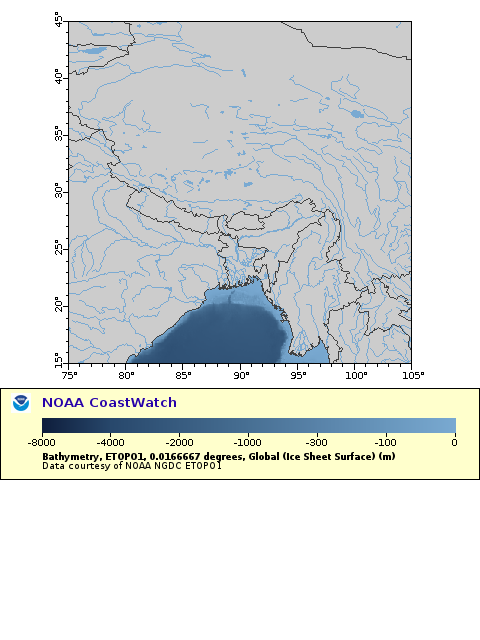 45°
40°
35°
30°
25°
20°
15°
75° 80° 85° 90° 95° 100° 105°
NOAA CoastWatch
-8000 -4000 -2000 -1000 -300 -100 0
Bathymetry, ETOPO1, 0.0166667 degrees, Global (Ice Sheet Surface) (m)
Data courtesy of NOAA NGDC ETOPO1